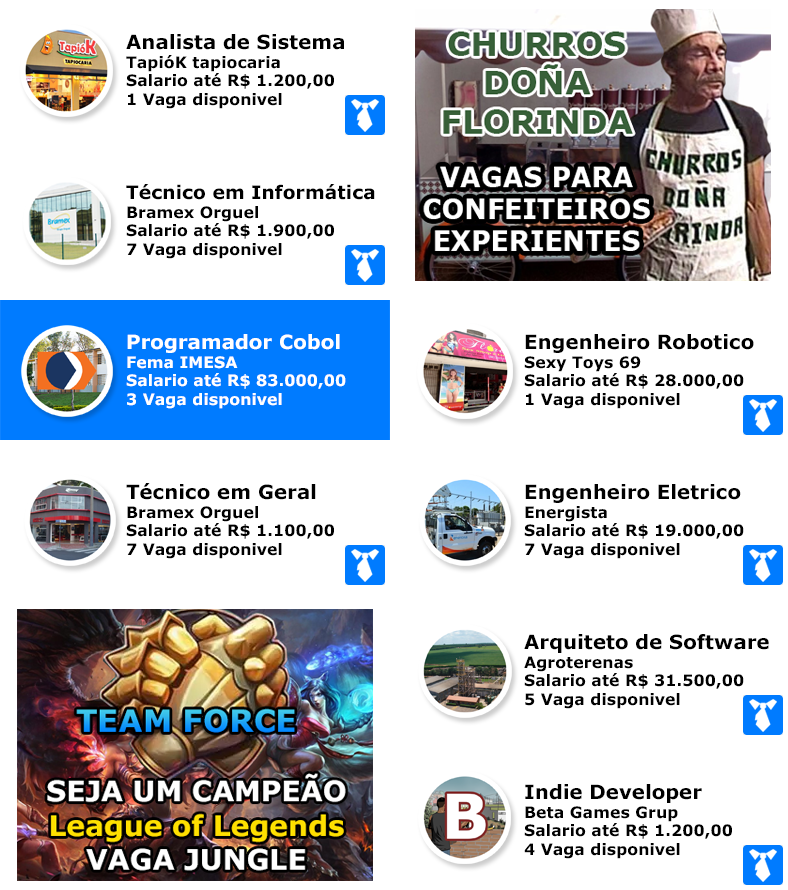 TapióK
TAPIOCARIA
Analista de Sistema
TapióK tapiocaria
Salario até R$ 1.200,00
1 Vaga disponivel
Bramex
Técnico em Informática
Bramex Orguel
Salario até R$ 1.900,00
7 Vaga disponivel
Programador Cobol
Fema IMESA
Salario até R$ 83.000,00
3 Vaga disponivel
Técnico em Geral
Bramex Orguel
Salario até R$ 1.100,00
7 Vaga disponivel
TEAM FORCE
SEJA UM CAMPEÃO
League of Legends
VAGA JUNGLE
CHURROS
DOÑA
FLORINDA
VAGAS PARA
CONFEITEIROS
EXPERIENTES
CHURROS
DOÑA
RINDA
Engenheiro Robotico
Sexy Toys 69
Salario até R$ 28.000,00
1 Vaga disponivel
Engenheiro Eletrico
Energista
Salario até R$ 19.000,00
7 Vaga disponivel
Arquiteto de Software
Agroterenas
Salario até R$ 31.500,00
5 Vaga disponivel
B
Indie Developer
Beta Games Grup
Salario até R$ 1.200,00
4 Vaga disponivel